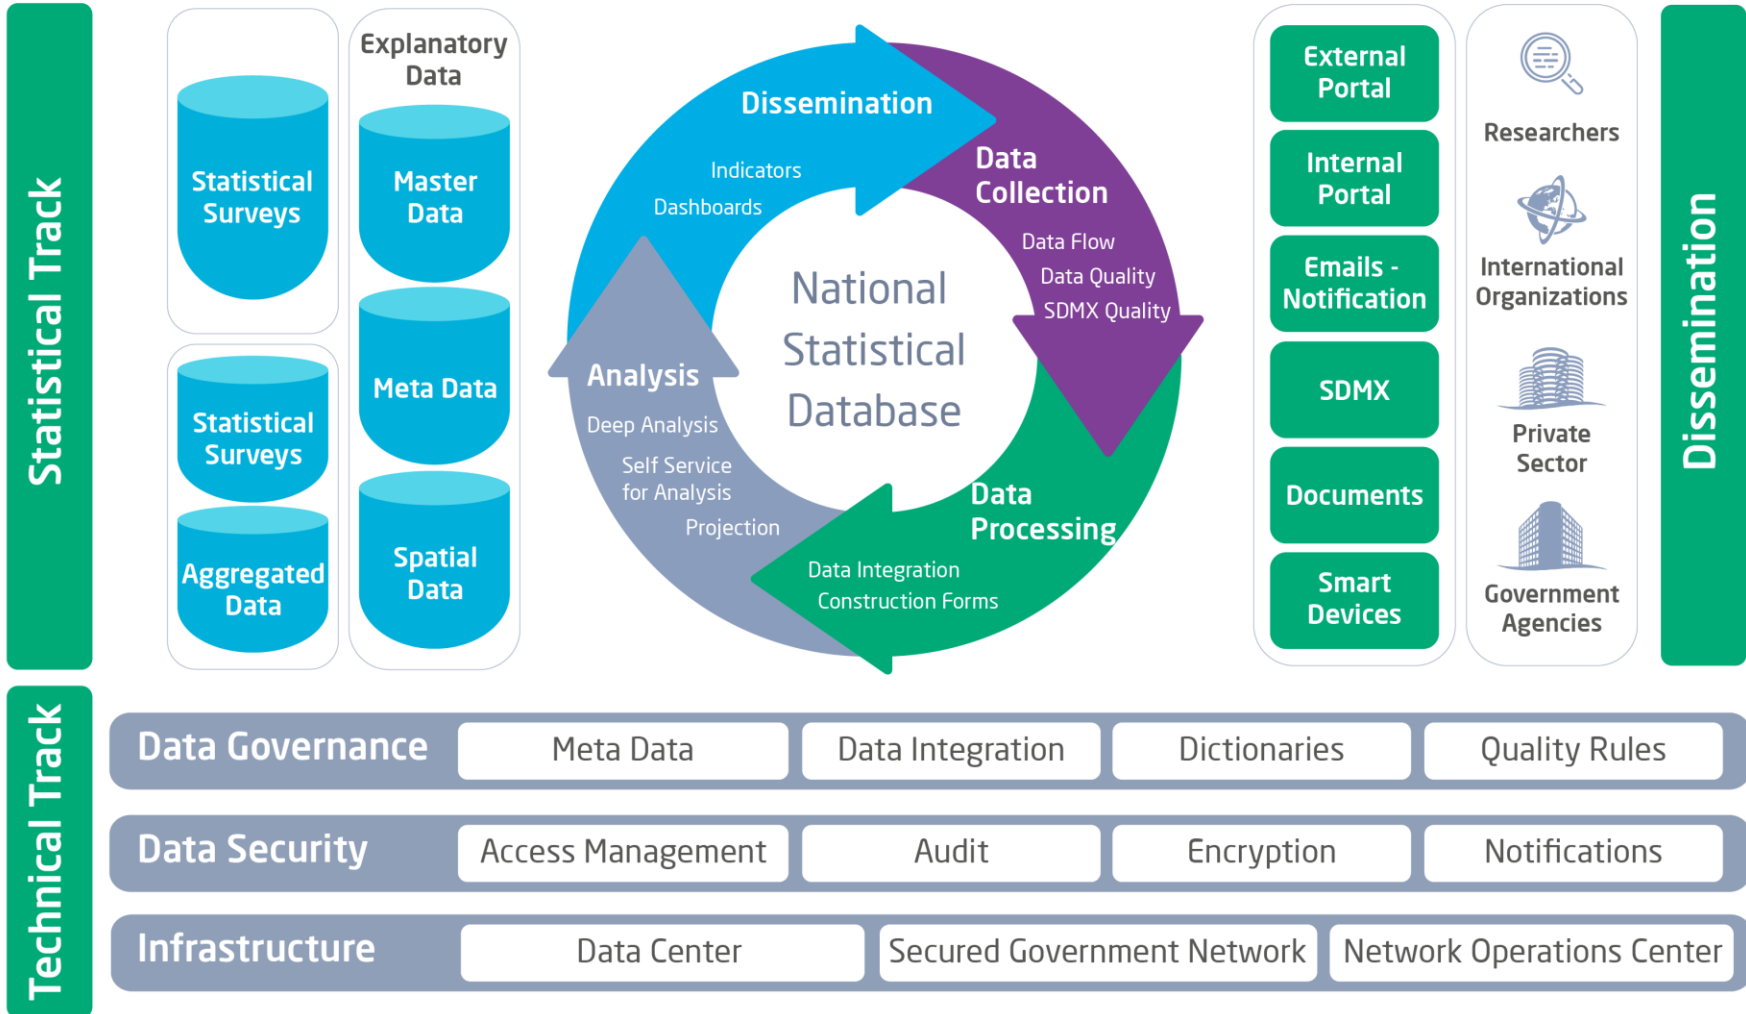 Statistical Track
Statistical
Surveys
Statistical
Surveys
Aggregated
Data
Explanatory
Data
Master
Data
Meta Data
Spatial
Data
Dissemination
Indicators
Dashboards
Data
Collection
Data Flow
Data Quality
SDMX Quality
National
Statistical
Database
Analysis
Deep Analysis
Self Service
for Analysis
Projection
Data
Processing
Data Integration
Construction Forms
External
Portal
Internal
Portal
Emails -
Notification
SDMX
Documents
Smart
Devices
Researchers
International
Organizations
Private
Sector
Government
Agencies
Dissemination
Technical Track
Data Governance
Meta Data
Data Integration
Dictionaries
Quality Rules
Data Security
Access Management
Audit
Encryption
Notifications
Infrastructure
Data Center
Secured Government Network
Network Operations Center